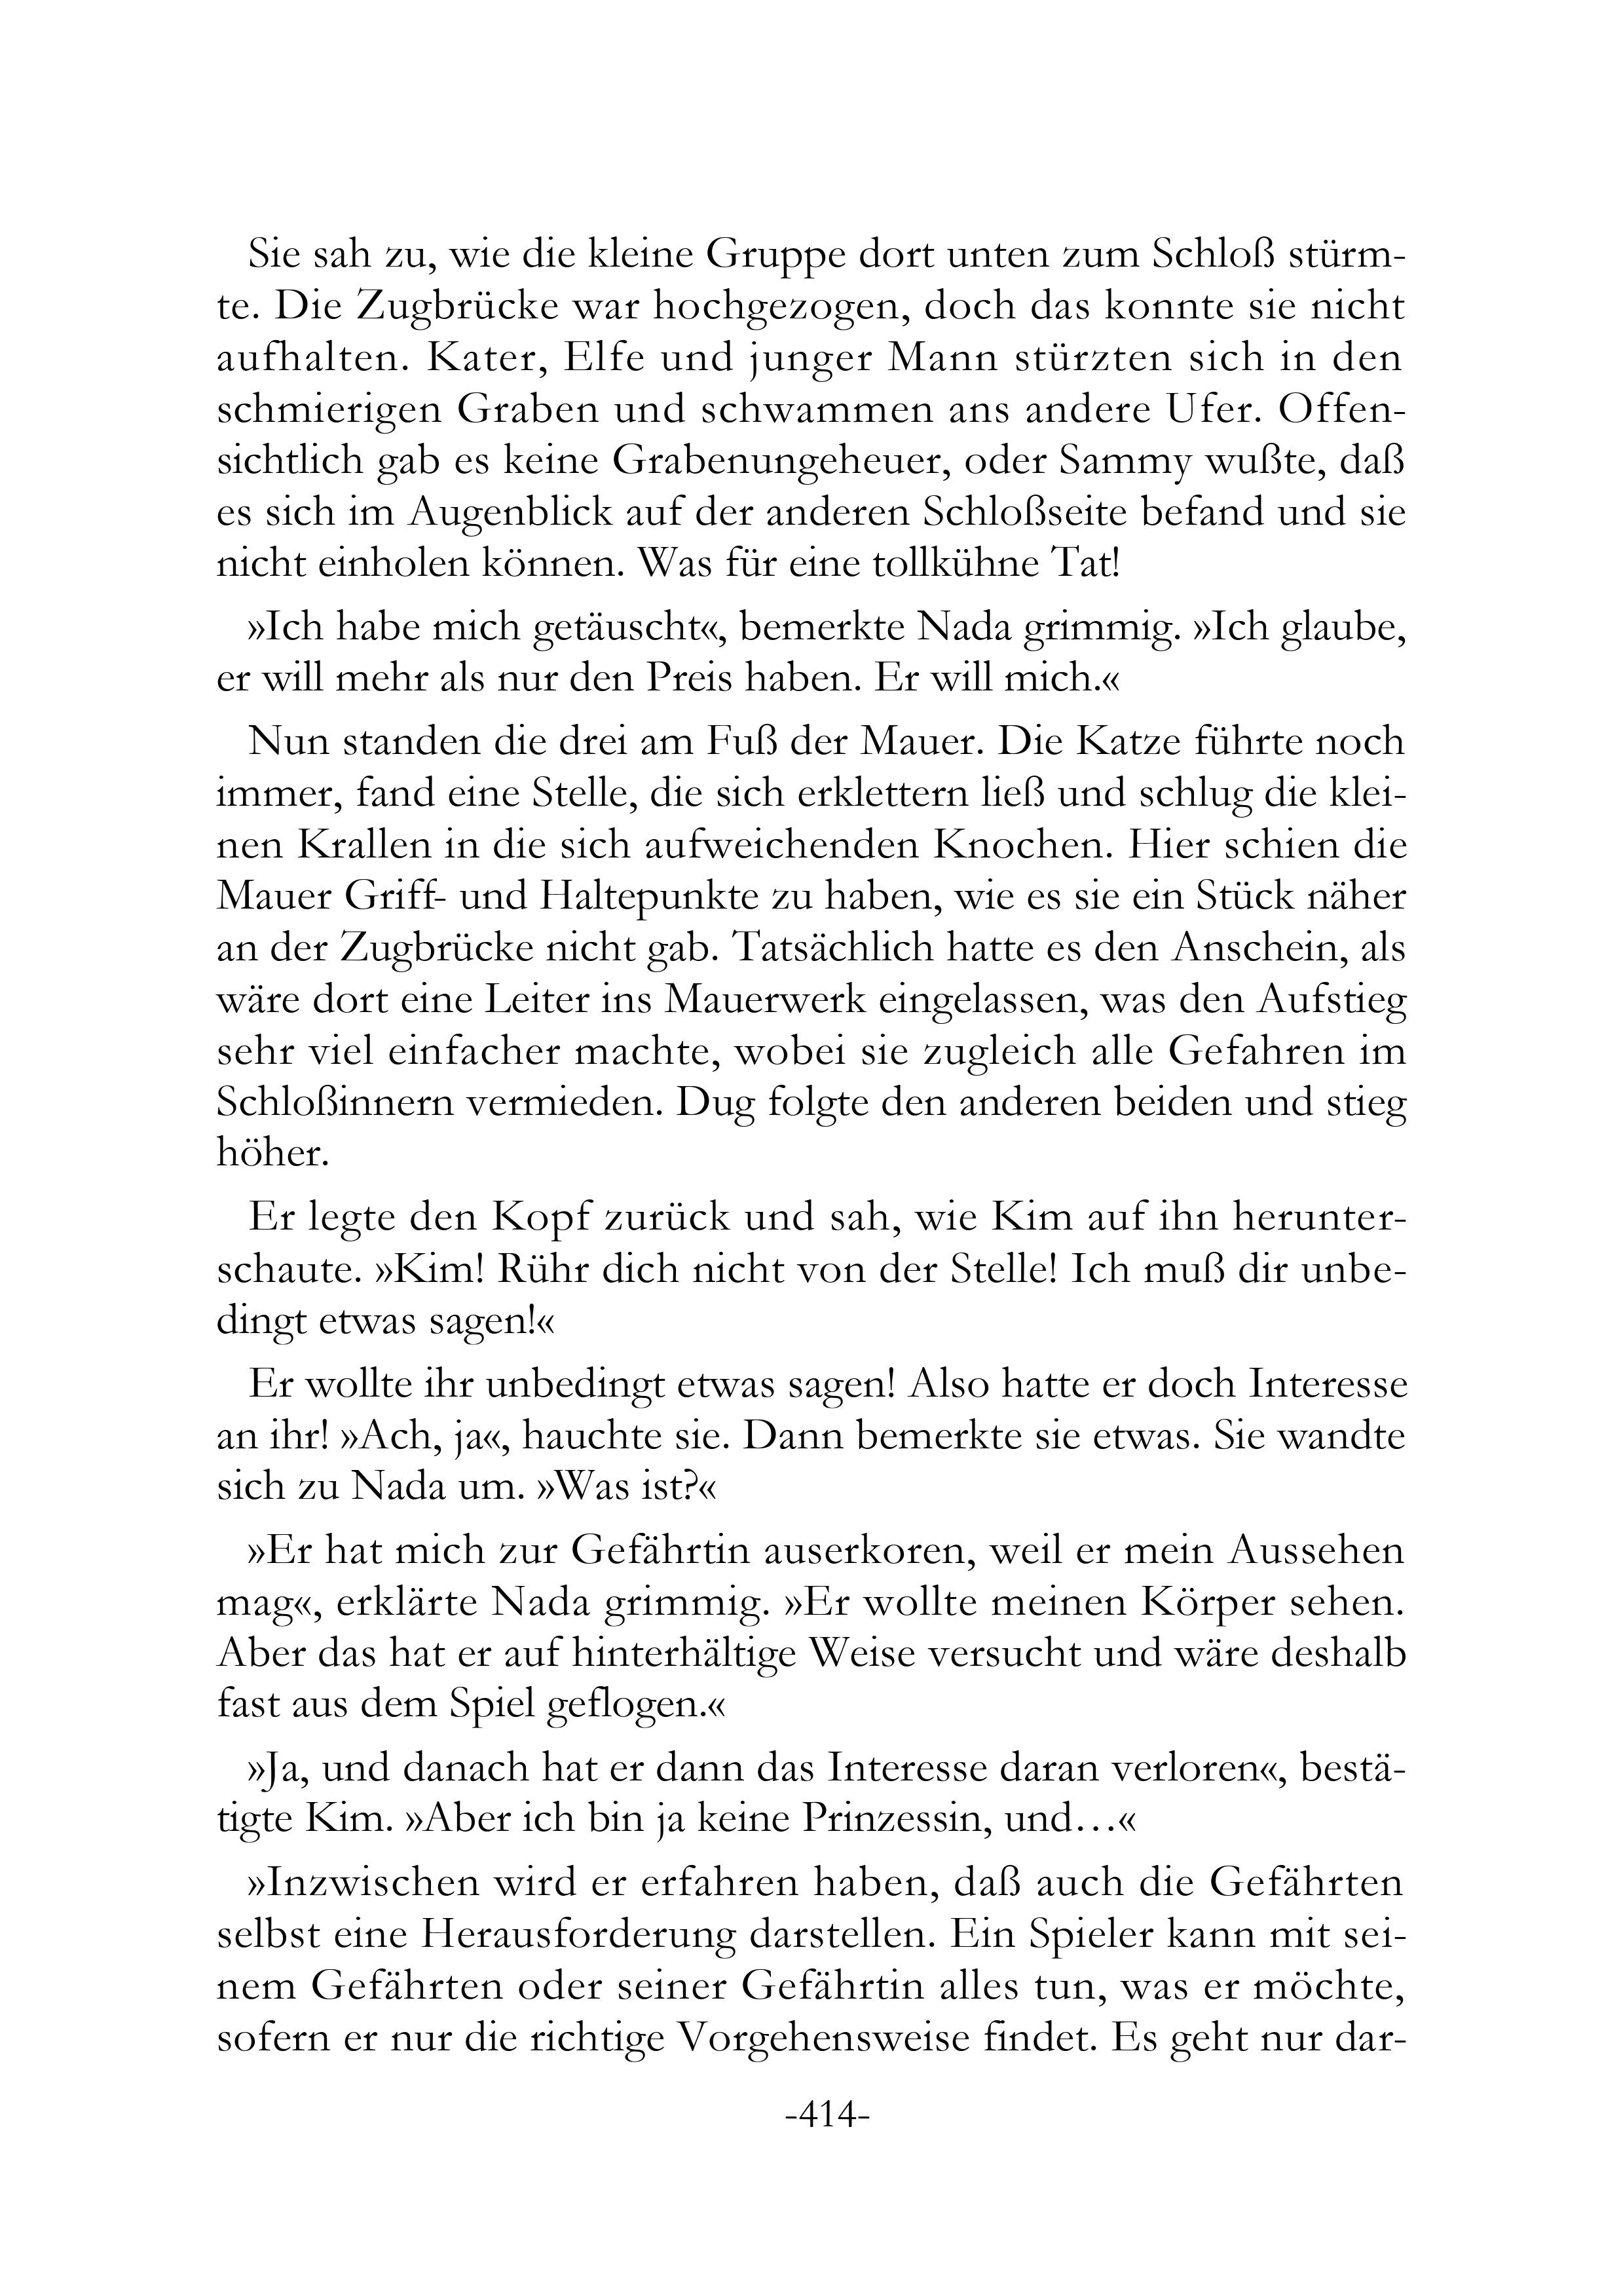 Sie sah zu, wie die kleine Gruppe dort unten zum Schloß stürm-
te. Die Zugbrücke war hochgezogen, doch das konnte sie nicht
aufhalten. Kater, Elfe und junger Mann stürzten sich in den
schmierigen Graben und schwammen ans andere Ufer. Offen-
sichtlich gab es keine Grabenungeheuer, oder Sammy wußte, daß
es sich im Augenblick auf der anderen Schloßseite befand und sie
nicht einholen können. Was für eine tollkühne Tat!
»Ich habe mich getäuscht«, bemerkte Nada grimmig. »Ich glaube,
er will mehr als nur den Preis haben. Er will mich.«
Nun standen die drei am Fuß der Mauer. Die Katze führte noch
immer, fand eine Stelle, die sich erklettern ließ und schlug die klei-
nen Krallen in die sich aufweichenden Knochen. Hier schien die
Mauer Griff- und Haltepunkte zu haben, wie es sie ein Stück näher
an der Zugbrücke nicht gab. Tatsächlich hatte es den Anschein, als
wäre dort eine Leiter ins Mauerwerk eingelassen, was den Aufstieg
sehr viel einfacher machte, wobei sie zugleich alle Gefahren im
Schloßinnern vermieden. Dug folgte den anderen beiden und stieg
höher.
Er legte den Kopf zurück und sah, wie Kim auf ihn herunter-
schaute. »Kim! Rühr dich nicht von der Stelle! Ich muß dir unbe-
dingt etwas sagen!«
Er wollte ihr unbedingt etwas sagen! Also hatte er doch Interesse
an ihr! »Ach, ja«, hauchte sie. Dann bemerkte sie etwas. Sie wandte
sich zu Nada um. »Was ist?«
»Er hat mich zur Gefährtin auserkoren, weil er mein Aussehen
mag«, erklärte Nada grimmig. »Er wollte meinen Körper sehen.
Aber das hat er auf hinterhältige Weise versucht und wäre deshalb
fast aus dem Spiel geflogen.«
»Ja, und danach hat er dann das Interesse daran verloren«, bestä-
tigte Kim. »Aber ich bin ja keine Prinzessin, und…«
»Inzwischen wird er erfahren haben, daß auch die Gefährten
selbst eine Herausforderung darstellen. Ein Spieler kann mit sei-
nem Gefährten oder seiner Gefährtin alles tun, was er möchte,
sofern er nur die richtige Vorgehensweise findet. Es geht nur dar-
-414-